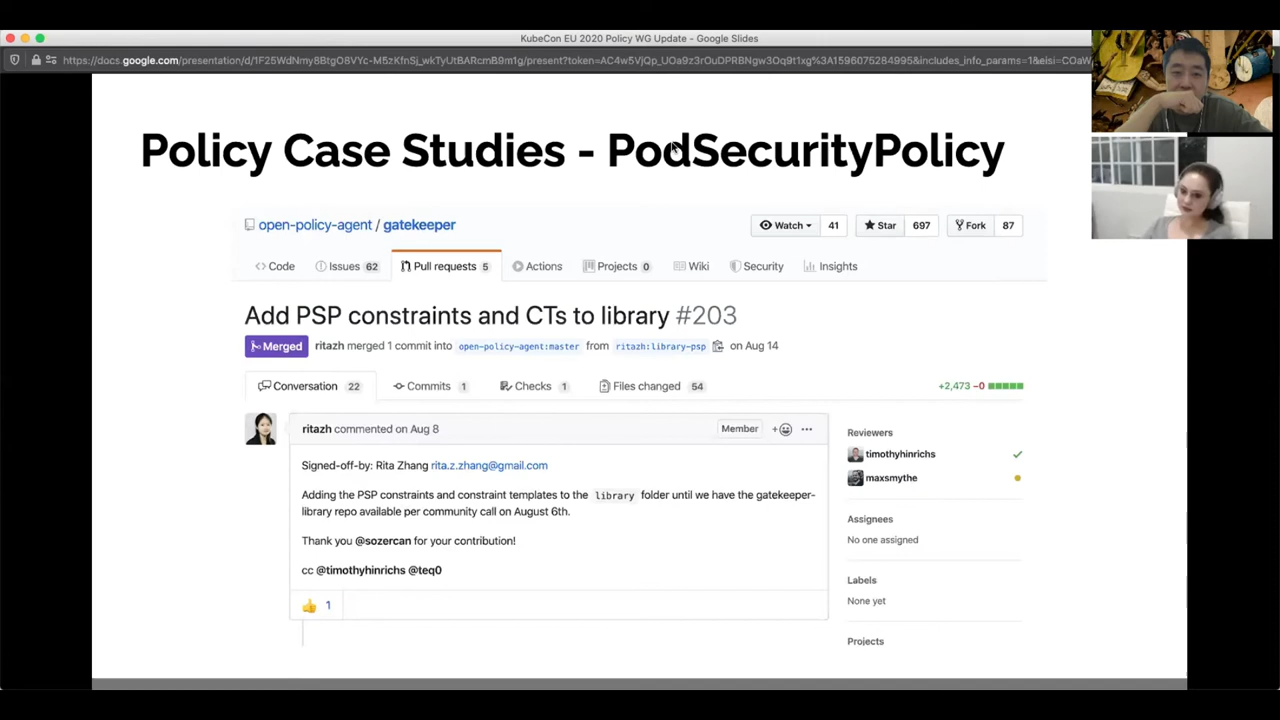 KubeCon EU 2020 Policy WG Update - Google Slides
Policy Case Studies - PodSecurityPolicy
open-policy-agent / gatekeeper
Watch 41 Star 697 Fork 87
Code Issues 62 Pull requests 5 Actions Projects 0 Wiki Security Insights
Add PSP constraints and CTs to library #203
Merged ritazh merged 1 commit into open-policy-agent:master from ritazh:library-psp on Aug 14
Conversation 22 Commits 1 Checks 1 Files changed 54 +2,473 −0
ritazh commented on Aug 8 Member
Signed-off-by: Rita Zhang rita.z.zhang@gmail.com
Adding the PSP constraints and constraint templates to the library folder until we have the gatekeeper-
library repo available per community call on August 6th.
Thank you @sozercan for your contribution!
cc @timothyhinrichs @teq0
1
Reviewers
timothyhinrichs
maxsmythe
Assignees
No one assigned
Labels
None yet
Projects